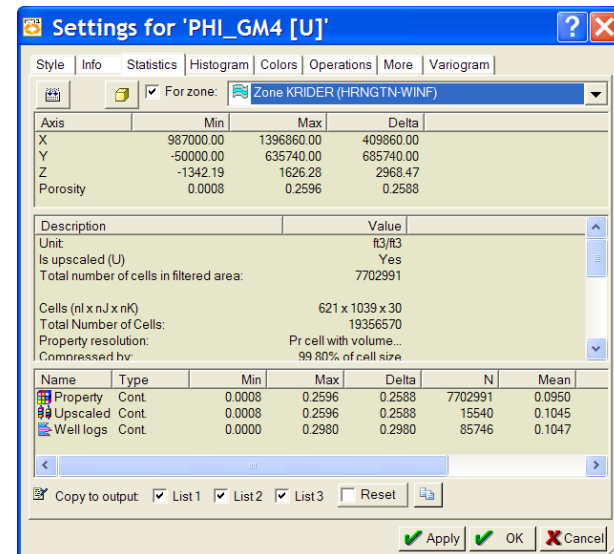 Settings for 'PHI_GM4 [U]'
Style Info Statistics Histogram Colors Operations More Variogram
For zone: Zone KRIDER (HRNGTN-WINF)
Axis Min Max Delta
X 987000.00 1396860.00 409860.00
Y -50000.00 635740.00 685740.00
Z -1342.19 1626.28 2968.47
Porosity 0.0008 0.2596 0.2588
Description Value
Unit: ft3/ft3
Is upscaled (U) Yes
Total number of cells in filtered area: 7702991
Cells (nI x nJ x nK) 621 x 1039 x 30
Total Number of Cells: 19356570
Property resolution: Pr cell with volume...
Compressed by: 99.80% of cell size
Name Type Min Max Delta N Mean
Property Cont. 0.0008 0.2596 0.2588 7702991 0.0950
Upscaled Cont. 0.0008 0.2596 0.2588 15540 0.1045
Well logs Cont. 0.0000 0.2980 0.2980 85746 0.1047
Copy to output: List 1 List 2 List 3 Reset
Apply OK Cancel